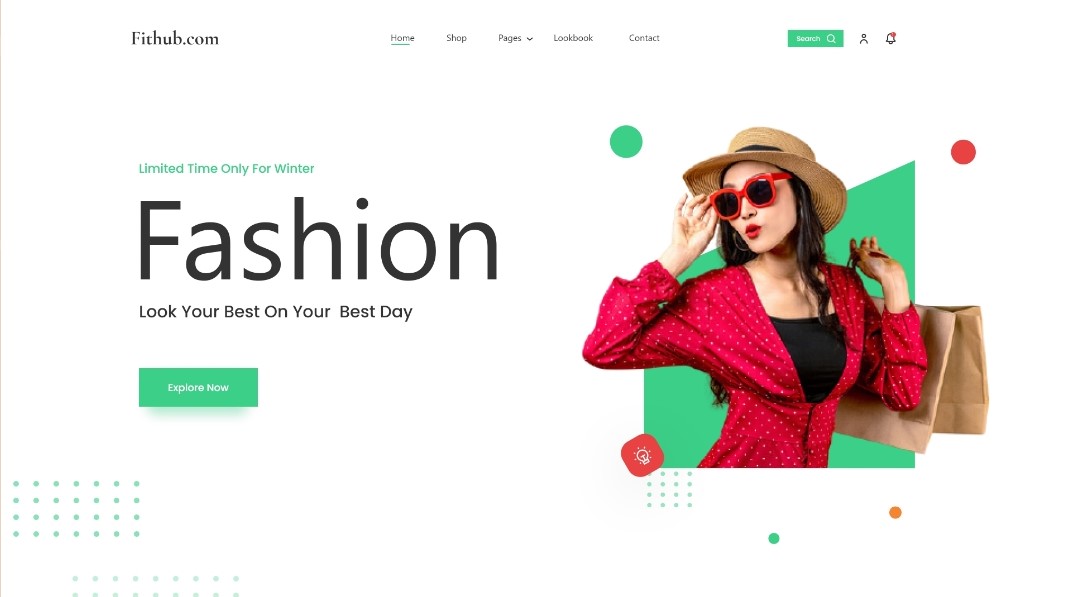 Fithub.com
Home Shop Pages Lookbook Contact
Search
Limited Time Only For Winter
Fashion
Look Your Best On Your Best Day
Explore Now